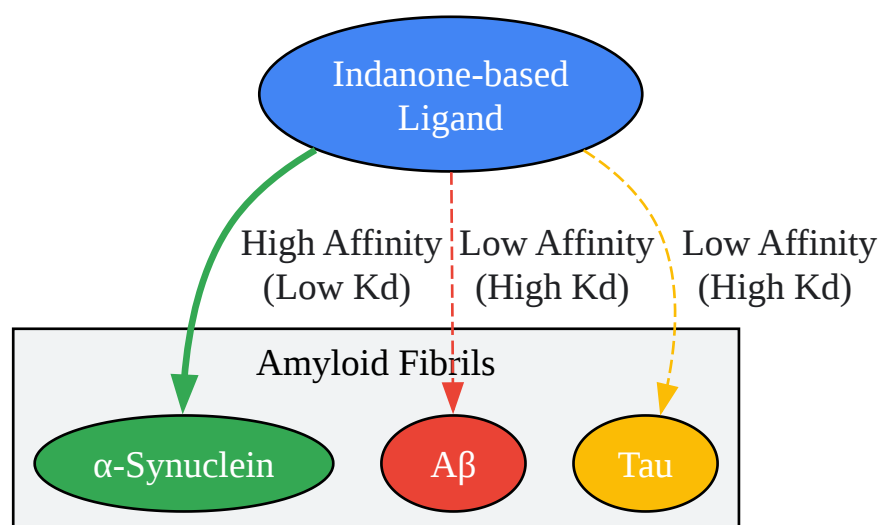 Indanone-based
Ligand
High Affinity
(Low Kd)
Low Affinity
(High Kd)
Low Affinity
(High Kd)
Amyloid Fibrils
α-Synuclein
Aβ
Tau